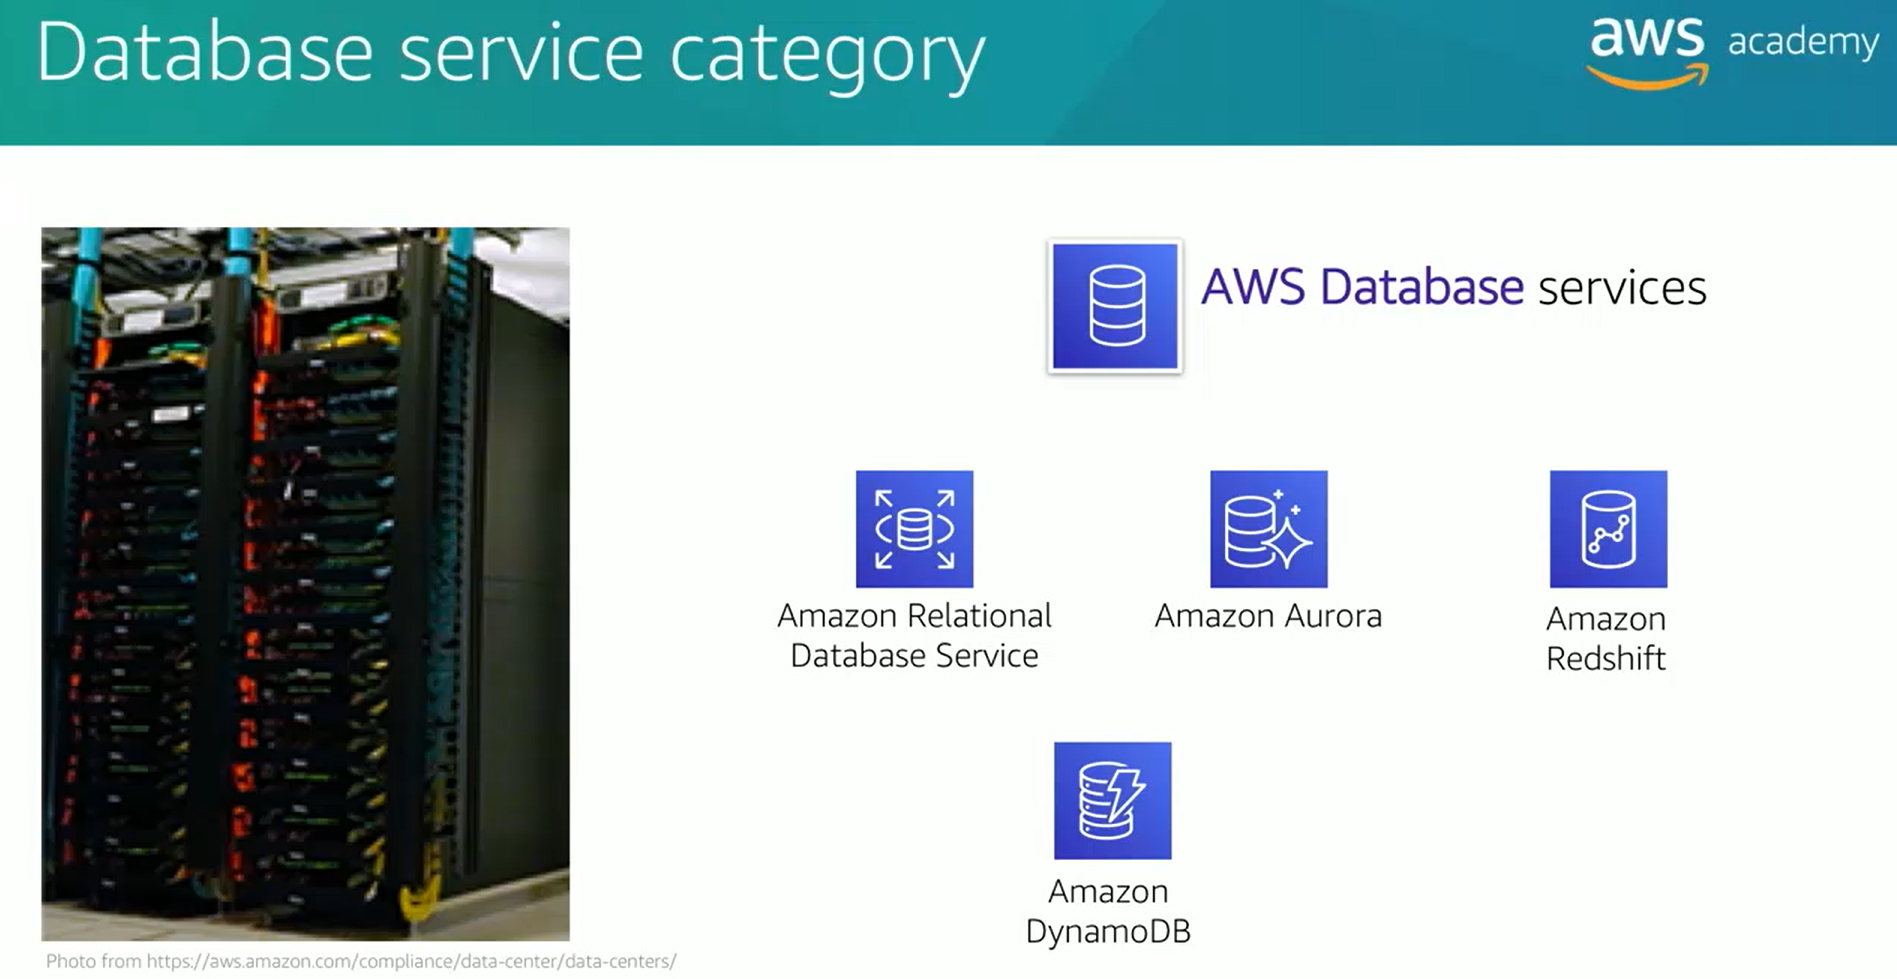 Database service category
aws academy
AWS Database services
Amazon Relational
Database Service
Amazon Aurora
Amazon
Redshift
Amazon
DynamoDB
Photo from https://aws.amazon.com/compliance/data-center/data-centers/